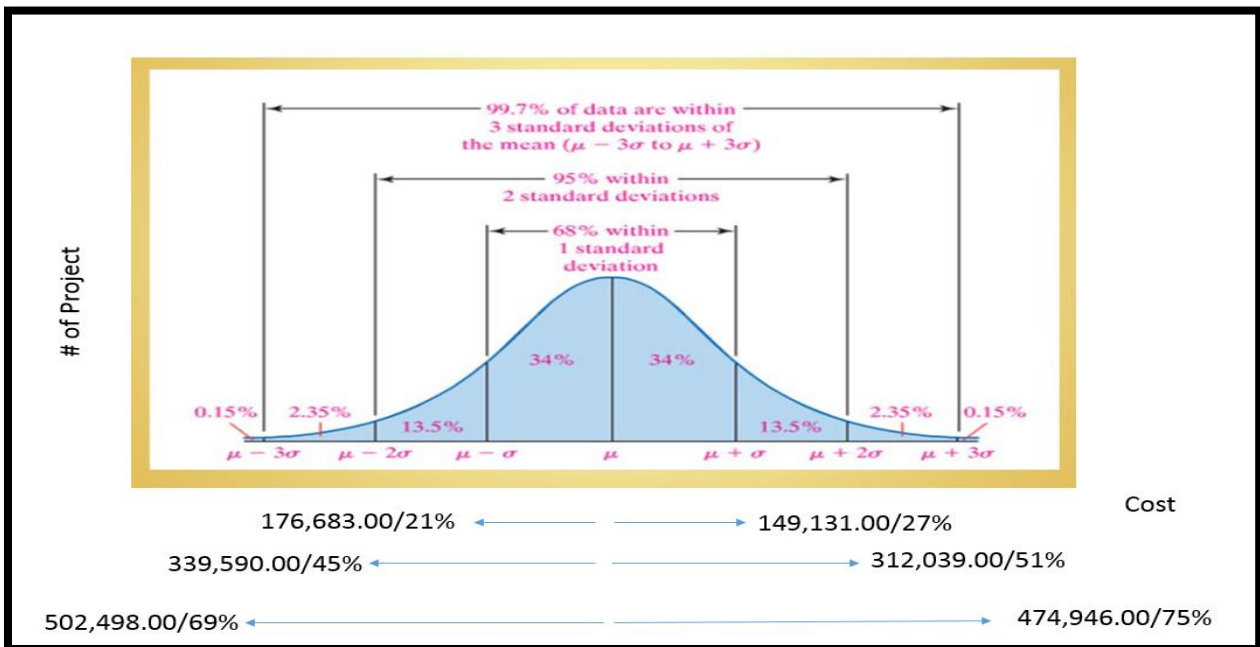 99.7% of data are within
3 standard deviations of
the mean (μ − 3σ to μ + 3σ)
95% within
2 standard deviations
68% within
1 standard
deviation
# of Project
34% 34%
0.15% 2.35% 13.5% 13.5% 2.35% 0.15%
μ − 3σ μ − 2σ μ − σ μ μ + σ μ + 2σ μ + 3σ
Cost
176,683.00/21% 149,131.00/27%
339,590.00/45% 312,039.00/51%
502,498.00/69% 474,946.00/75%